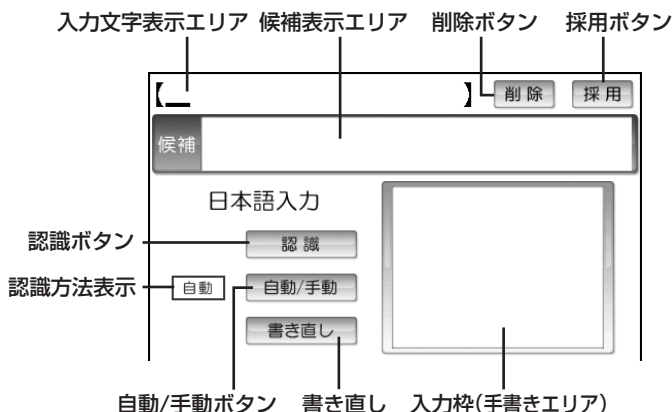 入力文字表示エリア 候補表示エリア 削除ボタン 採用ボタン
【_ 】 削除 採用
候補
日本語入力
認識ボタン 認識
認識方法表示 自動 自動/手動
書き直し
自動/手動ボタン 書き直し 入力枠(手書きエリア)